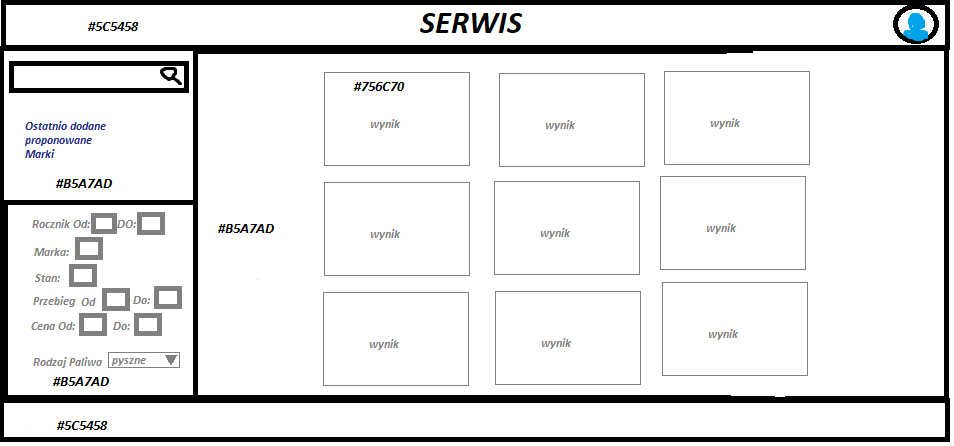 #5C5458
SERWIS
Ostatnio dodane
proponowane
Marki
#B5A7AD
Rocznik Od: DO:
Marka:
Stan:
Przebieg Od Do:
Cena Od: Do:
Rodzaj Paliwa pyszne
#B5A7AD
#B5A7AD
#756C70
wynik
wynik
wynik
wynik
wynik
wynik
wynik
wynik
wynik
#5C5458